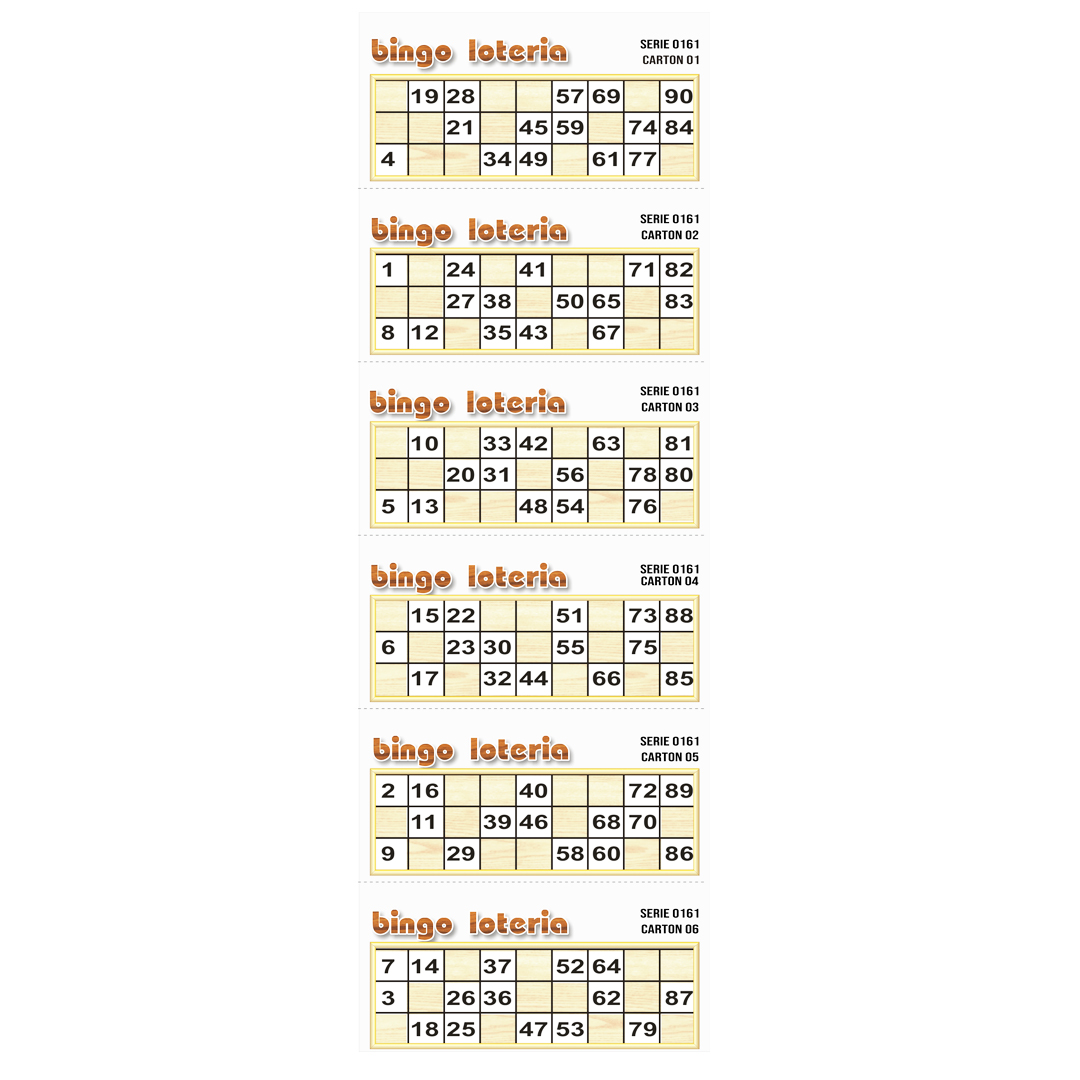 bingo loteria SERIE 0161
CARTON 01
19 28 57 69 90
21 45 59 74 84
4 34 49 61 77
bingo loteria SERIE 0161
CARTON 02
1 24 41 71 82
27 38 50 65 83
8 12 35 43 67
bingo loteria SERIE 0161
CARTON 03
10 33 42 63 81
20 31 56 78 80
5 13 48 54 76
bingo loteria SERIE 0161
CARTON 04
15 22 51 73 88
6 23 30 55 75
17 32 44 66 85
bingo loteria SERIE 0161
CARTON 05
2 16 40 72 89
11 39 46 68 70
9 29 58 60 86
bingo loteria SERIE 0161
CARTON 06
7 14 37 52 64
3 26 36 62 87
18 25 47 53 79